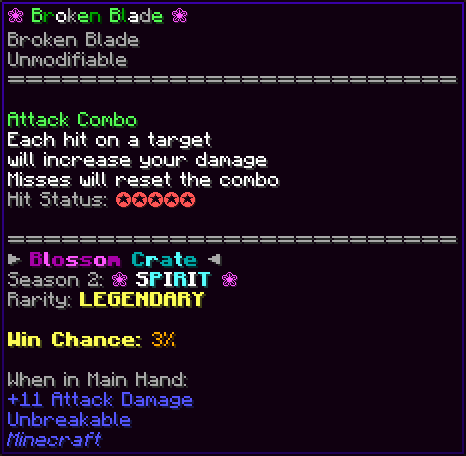 ❀ Broken Blade ❀
Broken Blade
Unmodifiable
============================
Attack Combo
Each hit on a target
will increase your damage
Misses will reset the combo
Hit Status: ✪✪✪✪✪
============================
▶ Blossom Crate ◀
Season 2: ❀ SPIRIT ❀
Rarity: LEGENDARY
Win Chance: 3%
When in Main Hand:
+11 Attack Damage
Unbreakable
Minecraft